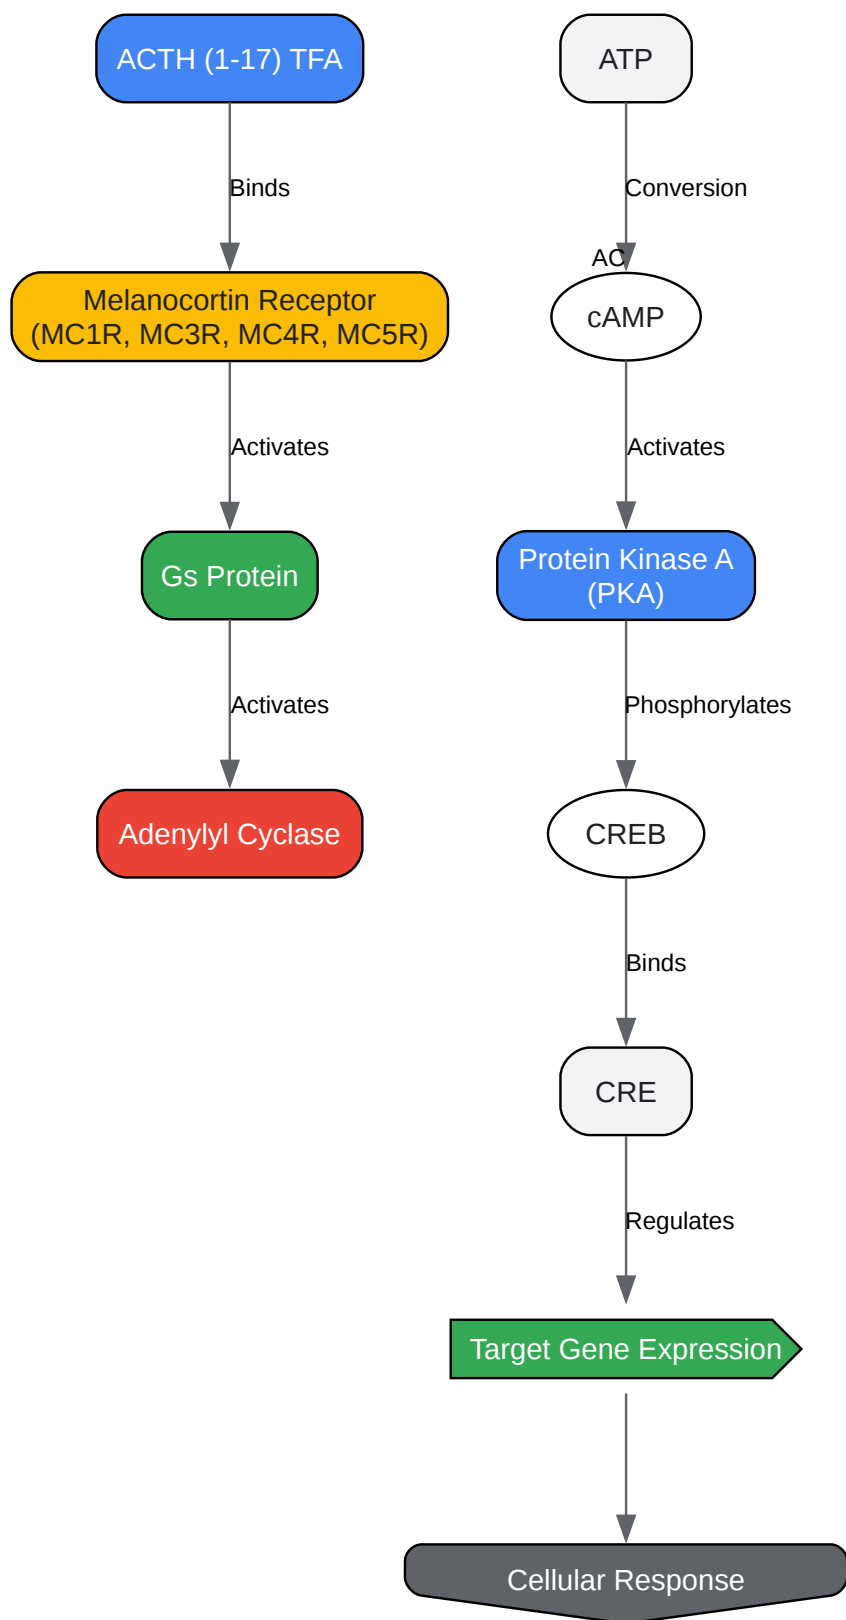 ACTH (1-17) TFA
Binds
Melanocortin Receptor
(MC1R, MC3R, MC4R, MC5R)
Activates
Gs Protein
Activates
Adenylyl Cyclase
ATP
Conversion
AC
cAMP
Activates
Protein Kinase A
(PKA)
Phosphorylates
CREB
Binds
CRE
Regulates
Target Gene Expression
Cellular Response